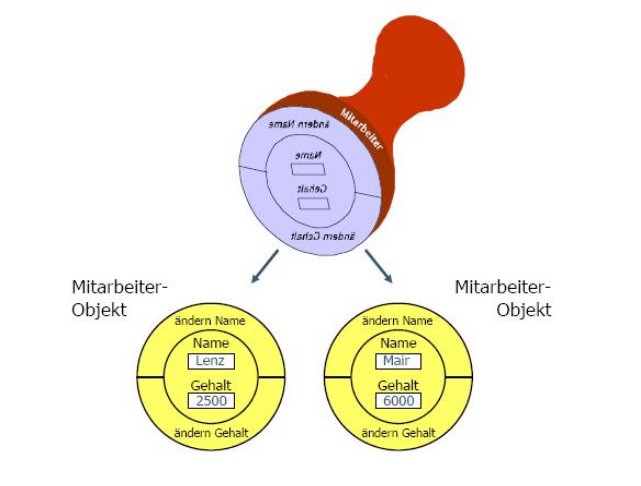 Mitarbeiter
ändern Name
Name
Gehalt
ändern Gehalt
Mitarbeiter-
Objekt
Mitarbeiter-
Objekt
ändern Name
Name
Lenz
Gehalt
2500
ändern Gehalt
ändern Name
Name
Mair
Gehalt
6000
ändern Gehalt